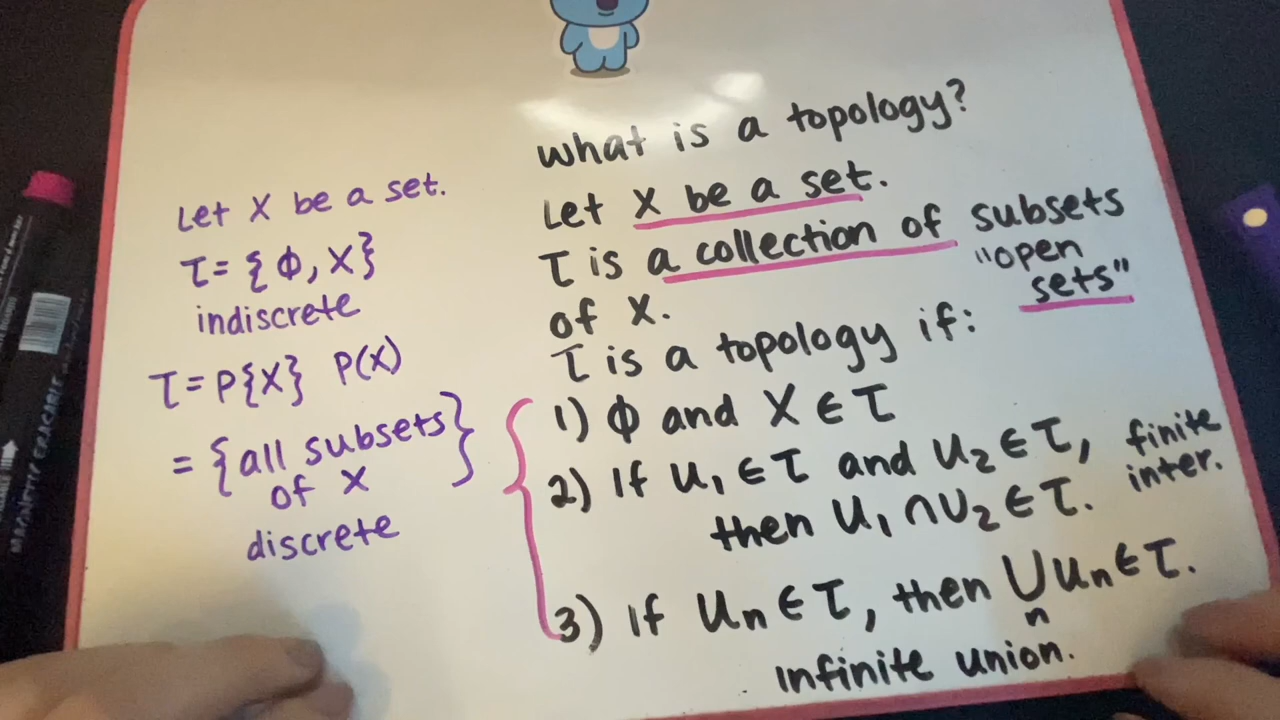 What is a topology?
Let X be a set.
τ is a collection of subsets
of X.
"open
sets"
τ is a topology if:
1) ϕ and X ∈ τ
2) If U₁ ∈ τ and U₂ ∈ τ,
then U₁ ∩ U₂ ∈ τ.
finite
inter.
3) If Uₙ ∈ τ, then ⋃ Uₙ ∈ τ.
n
infinite union.
Let X be a set.
τ = {ϕ, X}
indiscrete
τ = P{X} P(X)
= {all subsets}
of X
discrete
MAGNETIC ERASABLE